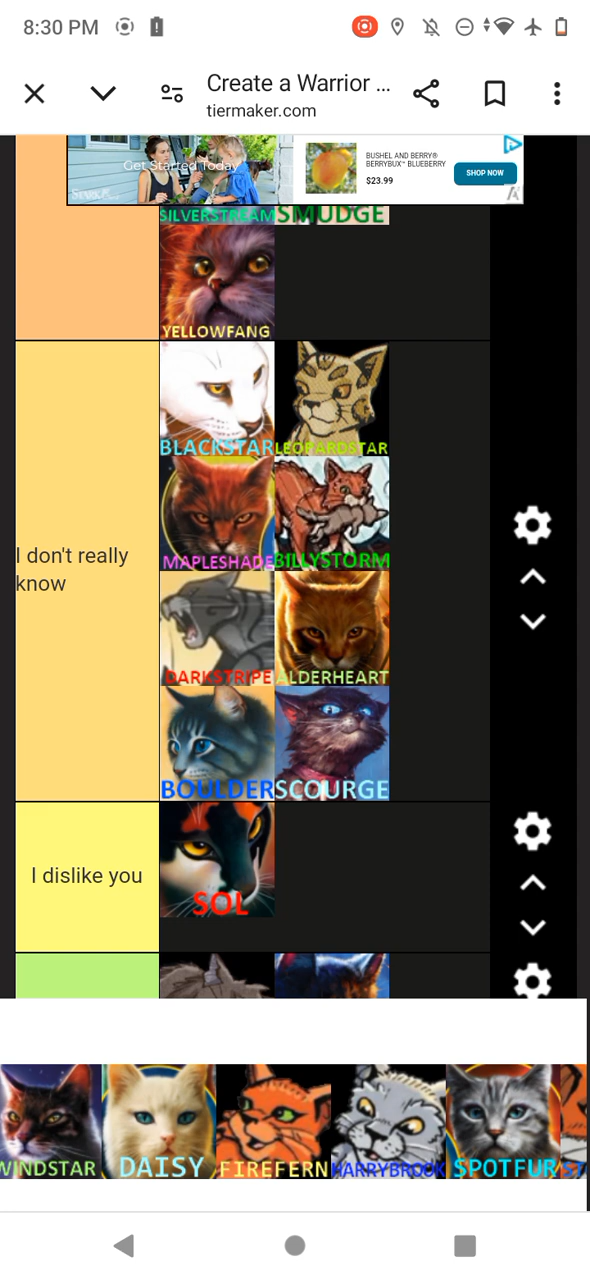 8:30 PM
Create a Warrior ...
tiermaker.com
Get Started Today
STARK
BUSHEL AND BERRY®
BERRYBUX™ BLUEBERRY
$23.99
SHOP NOW
SILVERSTREAM
SMUDGE
YELLOWFANG
I don't really
know
BLACKSTAR
LEOPARDSTAR
MAPLESHADE
BILLYSTORM
DARKSTRIPE
ALDERHEART
BOULDER
SCOURGE
I dislike you
SOL
WINDSTAR
DAISY
FIREFERN
HARRYBROOK
SPOTFUR
ST